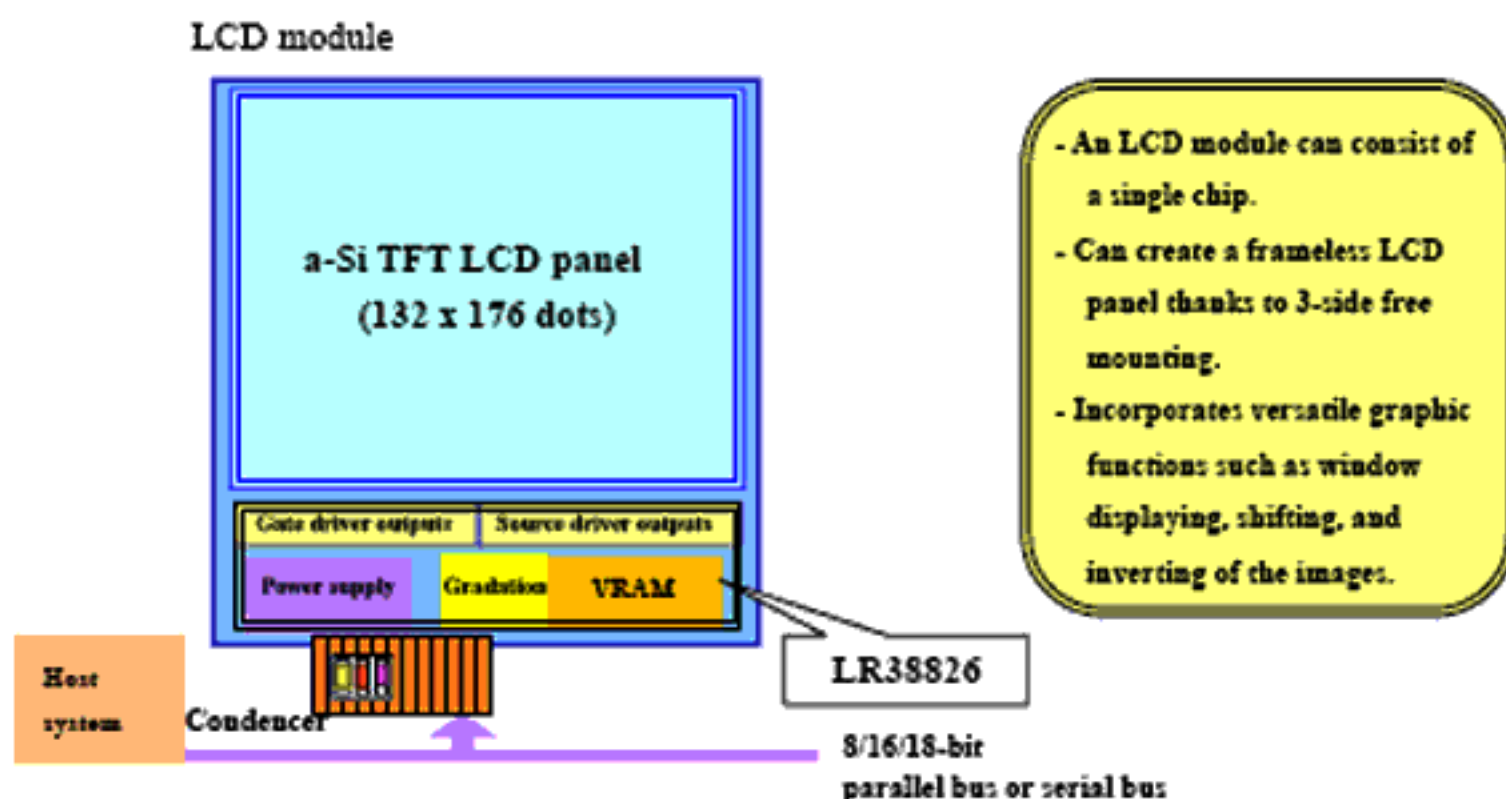 LCD module
a-Si TFT LCD panel
(132 x 176 dots)
Gate driver outputs
Source driver outputs
Power supply
Gradation
VRAM
LR38826
Host
system
Condencer
8/16/18-bit
parallel bus or serial bus
- An LCD module can consist of
a single chip.
- Can create a frameless LCD
panel thanks to 3-side free
mounting.
- Incorporates versatile graphic
functions such as window
displaying, shifting, and
inverting of the images.